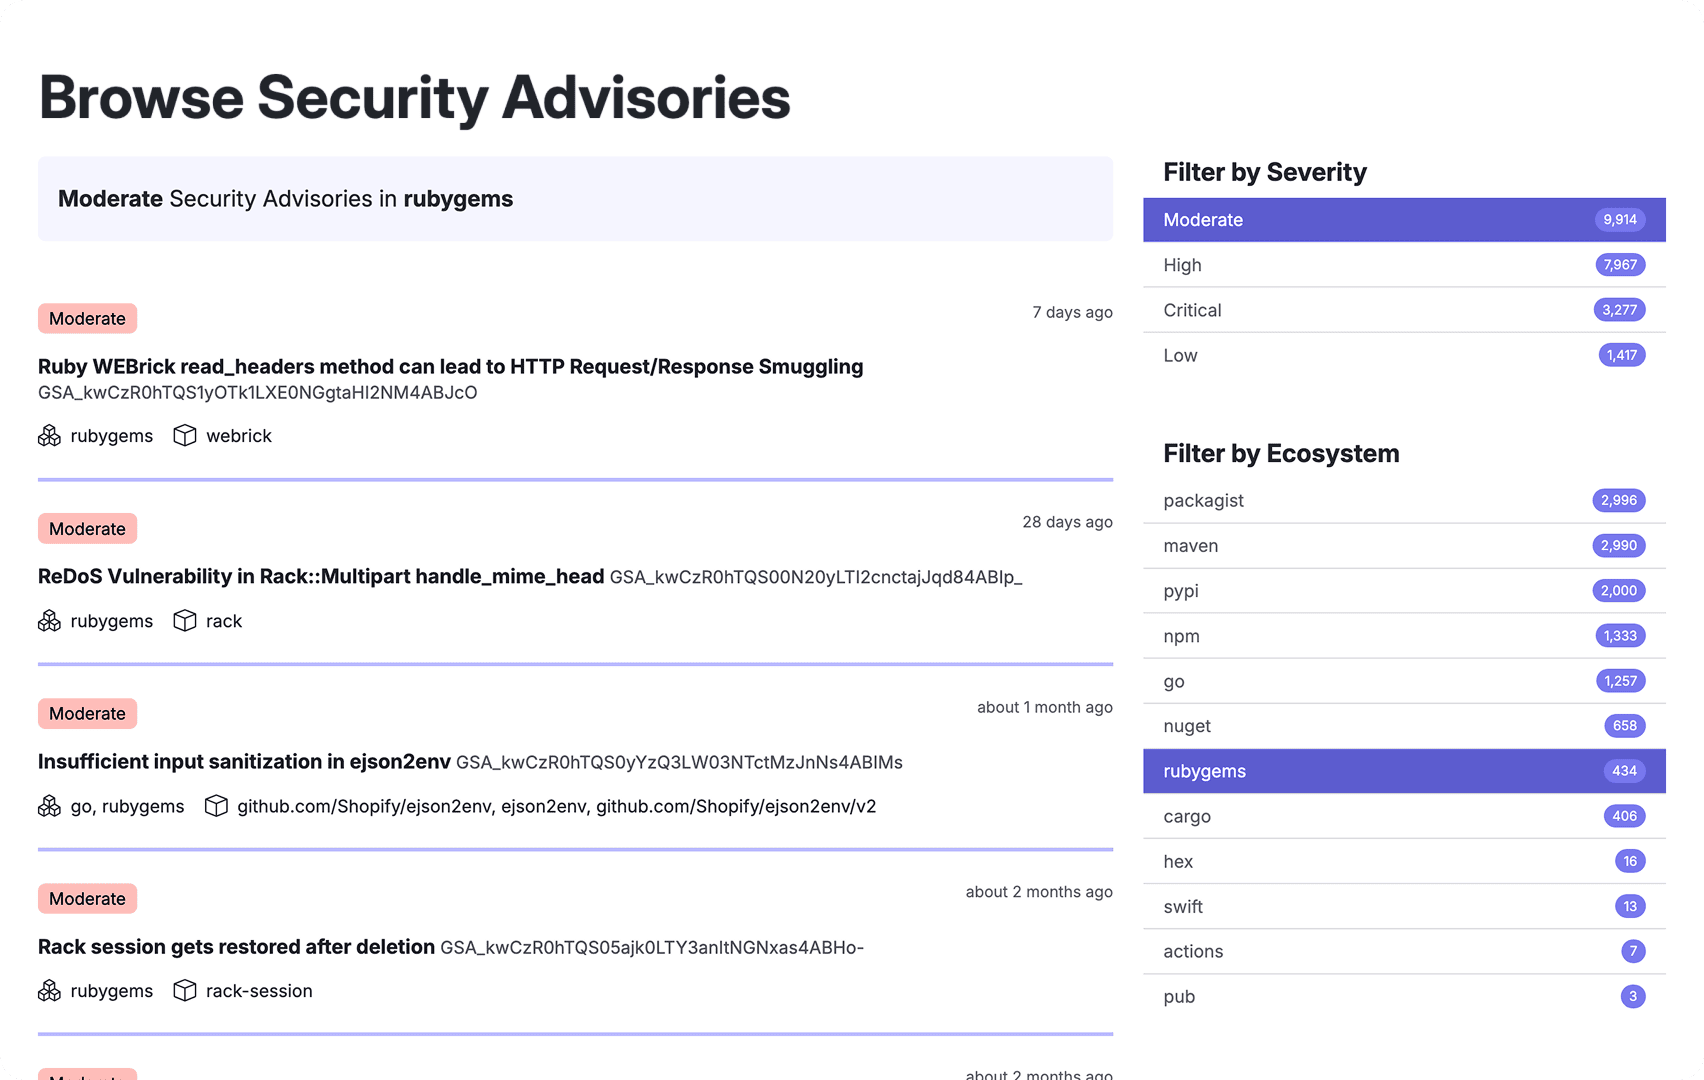 Browse Security Advisories
Moderate Security Advisories in rubygems
Moderate
7 days ago
Ruby WEBrick read_headers method can lead to HTTP Request/Response Smuggling
GSA_kwCzR0hTQS1yOTk1LXE0NGgtaHI2NM4ABJcO
rubygems webrick
Moderate
28 days ago
ReDoS Vulnerability in Rack::Multipart handle_mime_head GSA_kwCzR0hTQS00N20yLTI2cnctajJqd84ABIp_
rubygems rack
Moderate
about 1 month ago
Insufficient input sanitization in ejson2env GSA_kwCzR0hTQS0yYzQ3LW03NTctMzJnNs4ABIMs
go, rubygems github.com/Shopify/ejson2env, ejson2env, github.com/Shopify/ejson2env/v2
Moderate
about 2 months ago
Rack session gets restored after deletion GSA_kwCzR0hTQS05ajk0LTY3anItNGNxas4ABHo-
rubygems rack-session
Moderate
about 2 months ago
Filter by Severity
Moderate 9,914
High 7,967
Critical 3,277
Low 1,417
Filter by Ecosystem
packagist 2,996
maven 2,990
pypi 2,000
npm 1,333
go 1,257
nuget 658
rubygems 434
cargo 406
hex 16
swift 13
actions 7
pub 3